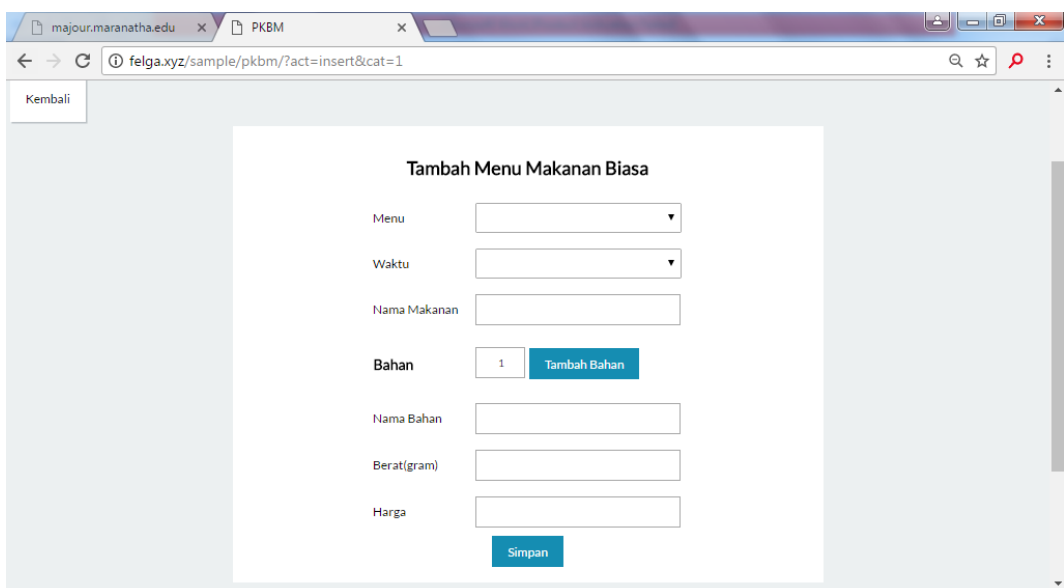 majour.maranatha.edu
PKBM
felga.xyz/sample/pkbm/?act=insert&cat=1
Kembali
Tambah Menu Makanan Biasa
Menu
Waktu
Nama Makanan
Bahan 1 Tambah Bahan
Nama Bahan
Berat(gram)
Harga
Simpan